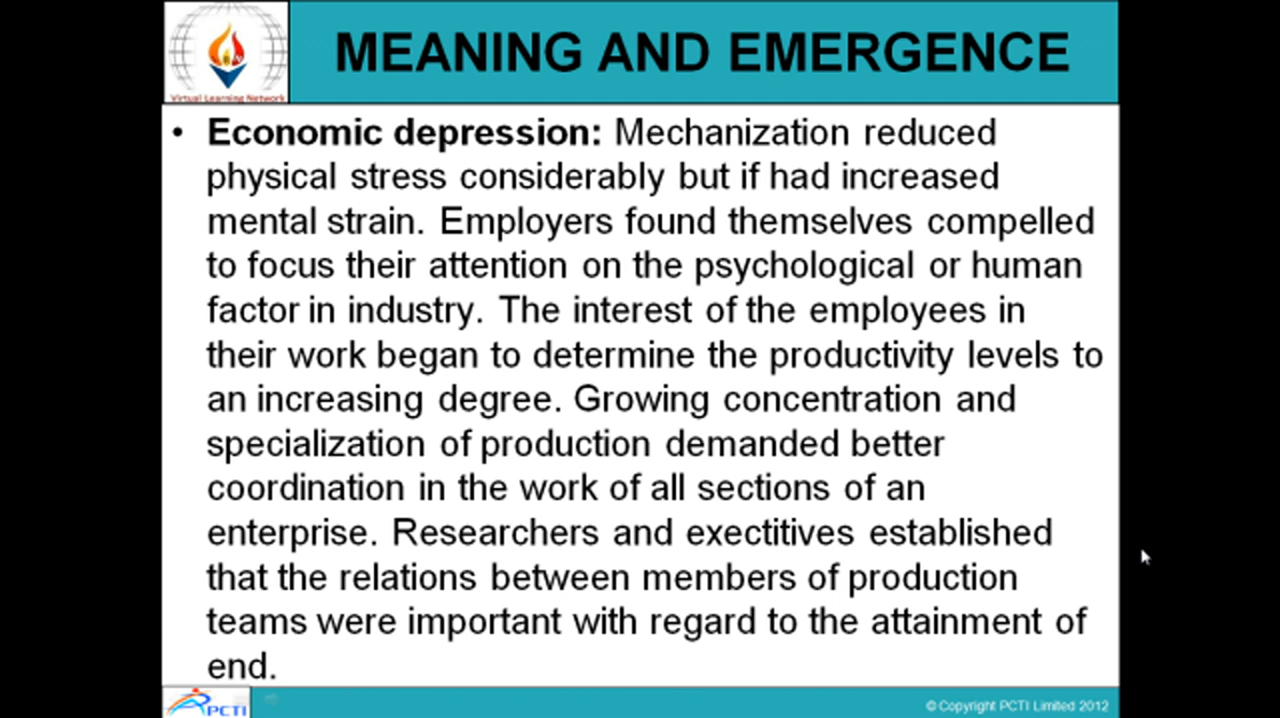 MEANING AND EMERGENCE
Virtual Learning Network
• Economic depression: Mechanization reduced
physical stress considerably but if had increased
mental strain. Employers found themselves compelled
to focus their attention on the psychological or human
factor in industry. The interest of the employees in
their work began to determine the productivity levels to
an increasing degree. Growing concentration and
specialization of production demanded better
coordination in the work of all sections of an
enterprise. Researchers and exectitives established
that the relations between members of production
teams were important with regard to the attainment of
end.
PCTI
© Copyright PCTI Limited 2012